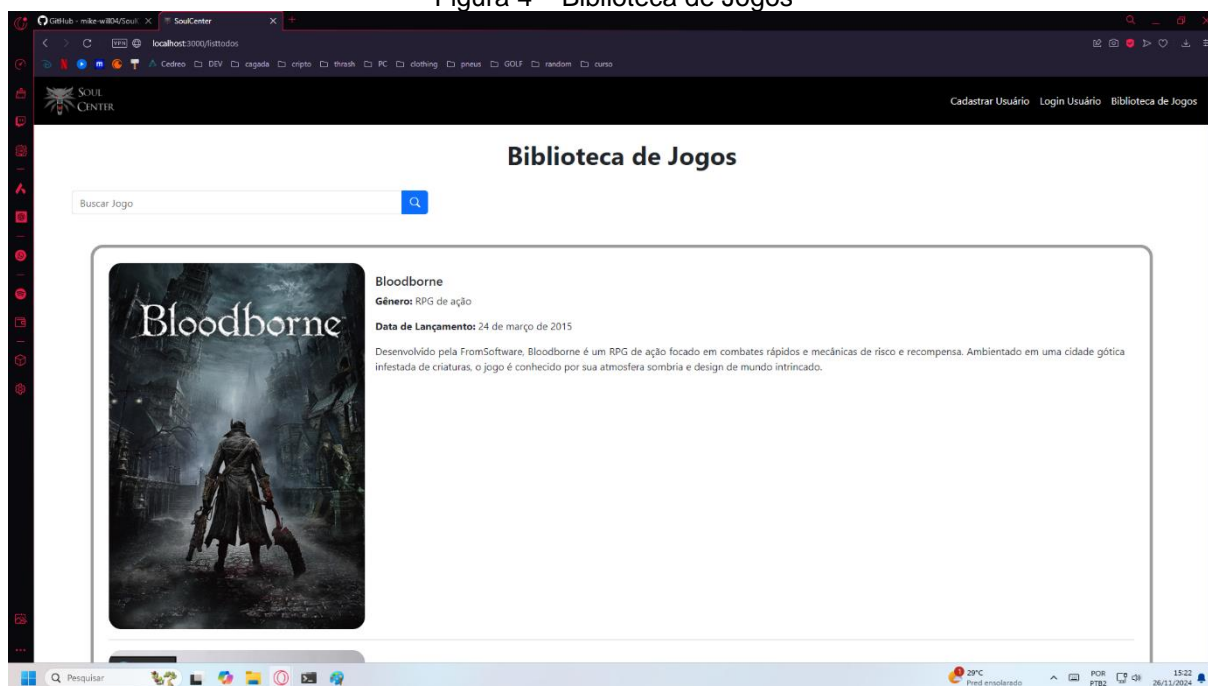 Figura 4 – Biblioteca de Jogos
GitHub - mike-will04/Soul
SoulCenter
VPN
localhost:3000/listtodos
Cedreo DEV cagada cripto thrash PC clothing pneus GOLF random curso
SOUL
CENTER
Cadastrar Usuário Login Usuário Biblioteca de Jogos
Biblioteca de Jogos
Buscar Jogo
Bloodborne
Bloodborne
Gênero: RPG de ação
Data de Lançamento: 24 de março de 2015
Desenvolvido pela FromSoftware, Bloodborne é um RPG de ação focado em combates rápidos e mecânicas de risco e recompensa. Ambientado em uma cidade gótica
infestada de criaturas, o jogo é conhecido por sua atmosfera sombria e design de mundo intrincado.
Pesquisar
29°C
Pred ensolarado
POR
PTB2
15:22
26/11/2024